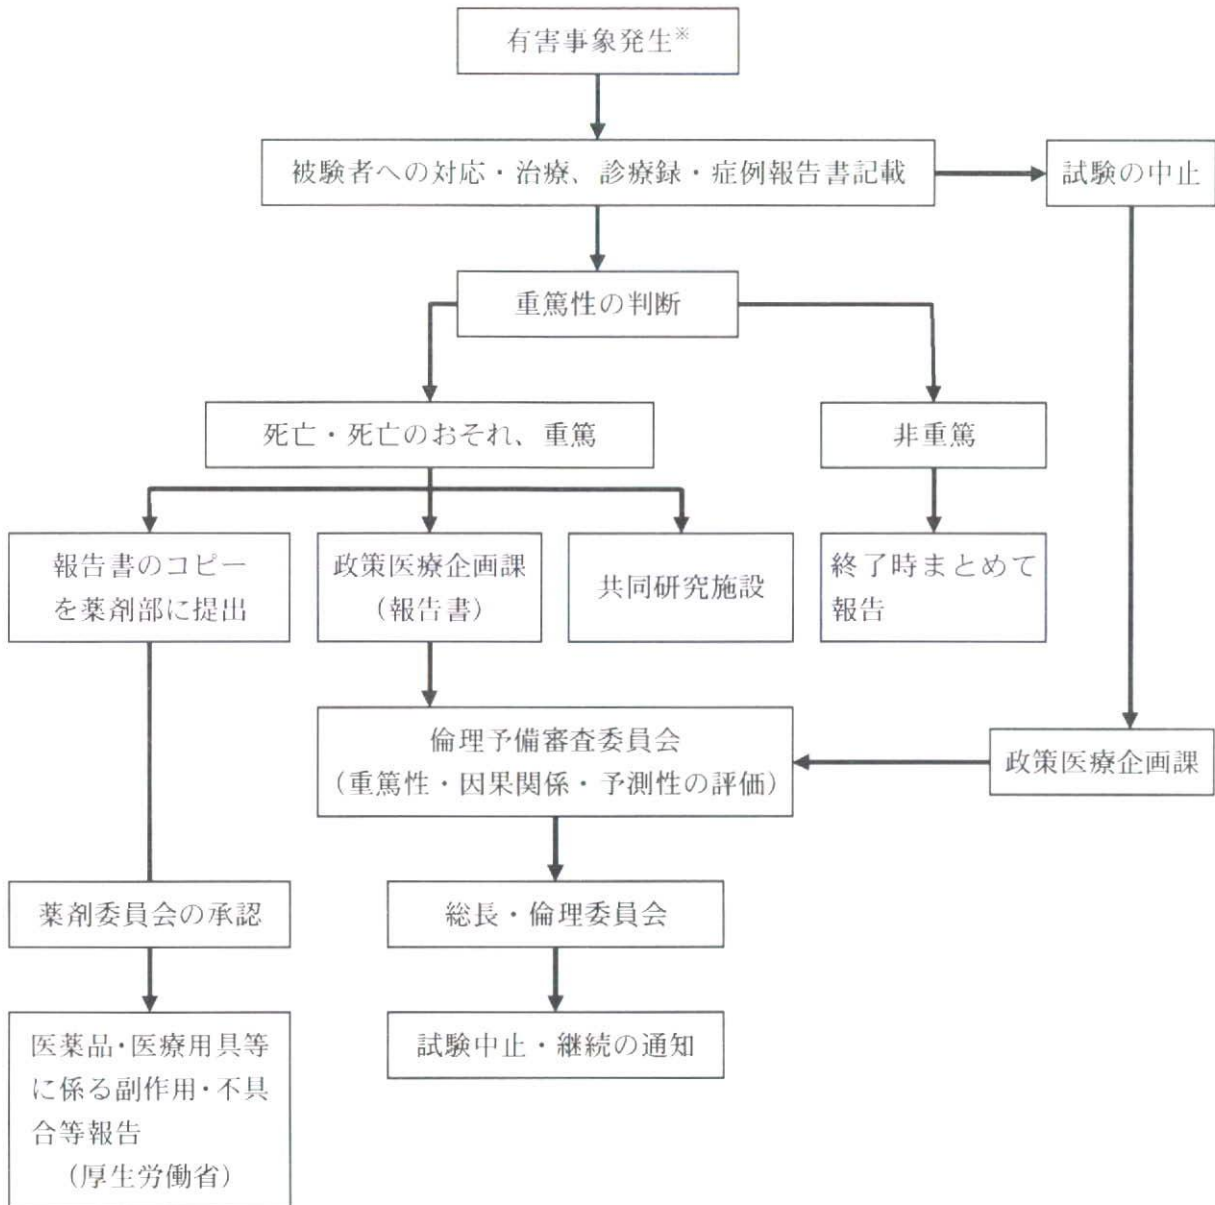 有害事象発生※
被験者への対応・治療、診療録・症例報告書記載
試験の中止
重篤性の判断
死亡・死亡のおそれ、重篤
非重篤
報告書のコピー
を薬剤部に提出
政策医療企画課
（報告書）
共同研究施設
終了時まとめて
報告
倫理予備審査委員会
（重篤性・因果関係・予測性の評価）
政策医療企画課
薬剤委員会の承認
総長・倫理委員会
医薬品・医療用具等
に係る副作用・不具
合等報告
（厚生労働省）
試験中止・継続の通知